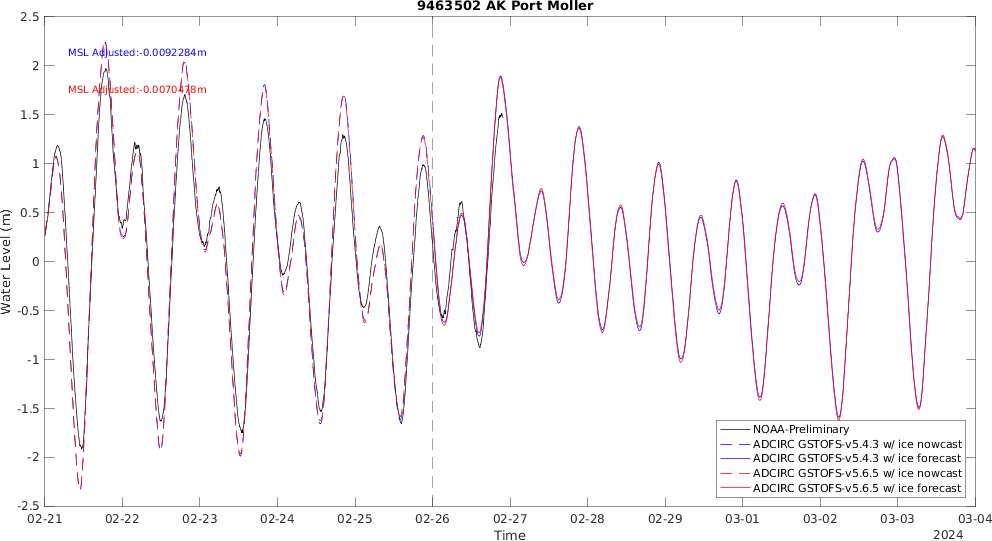 9463502 AK Port Moller
2.5
2
1.5
1
0.5
0
-0.5
-1
-1.5
-2
-2.5
Water Level (m)
MSL Adjusted:-0.0092284m
MSL Adjusted:-0.0070478m
NOAA-Preliminary
ADCIRC GSTOFS-v5.4.3 w/ ice nowcast
ADCIRC GSTOFS-v5.4.3 w/ ice forecast
ADCIRC GSTOFS-v5.6.5 w/ ice nowcast
ADCIRC GSTOFS-v5.6.5 w/ ice forecast
02-21 02-22 02-23 02-24 02-25 02-26 02-27 02-28 02-29 03-01 03-02 03-03 03-04
Time
2024